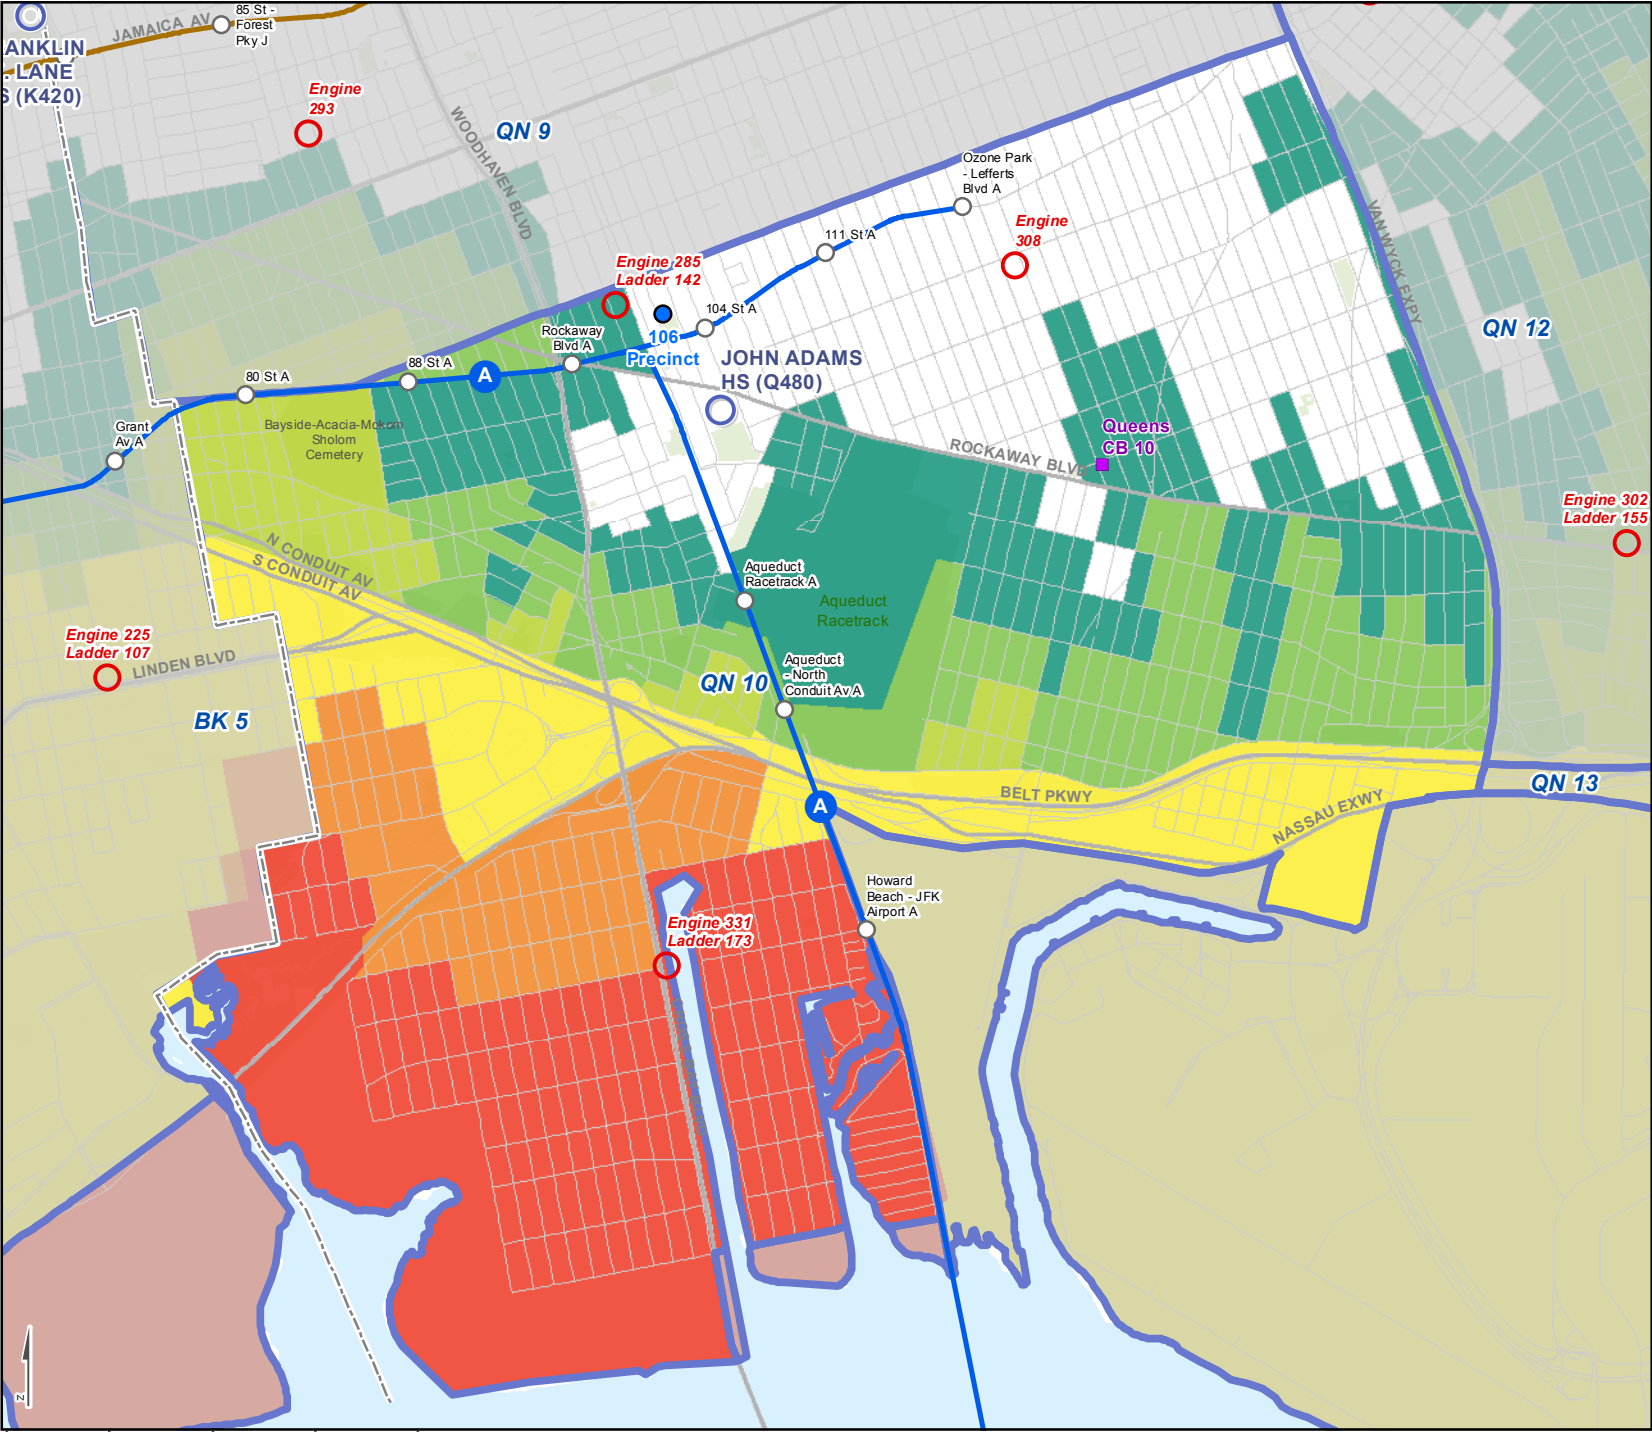 85 St -
Forest
Pky J
JAMAICA AV
ANKLIN
LANE
S (K420)
Engine
293
WOODHAVEN BLVD
QN 9
Ozone Park
- Lefferts
Blvd A
Engine
308
111 St A
VAN WYCK EXPY
Engine 285
Ladder 142
104 St A
106
Precinct
Rockaway
Blvd A
QN 12
JOHN ADAMS
HS (Q480)
88 St A
A
80 St A
Grant
Av A
Bayside-Acacia-Mokom
Sholom
Cemetery
Queens
CB 10
ROCKAWAY BLVD
Engine 302
Ladder 155
N CONDUIT AV
S CONDUIT AV
Aqueduct
Racetrack A
Aqueduct
Racetrack
Engine 225
Ladder 107
LINDEN BLVD
Aqueduct
- North
Conduit Av A
QN 10
BK 5
QN 13
BELT PKWY
NASSAU EXWY
A
Howard
Beach - JFK
Airport A
Engine 331
Ladder 173
N